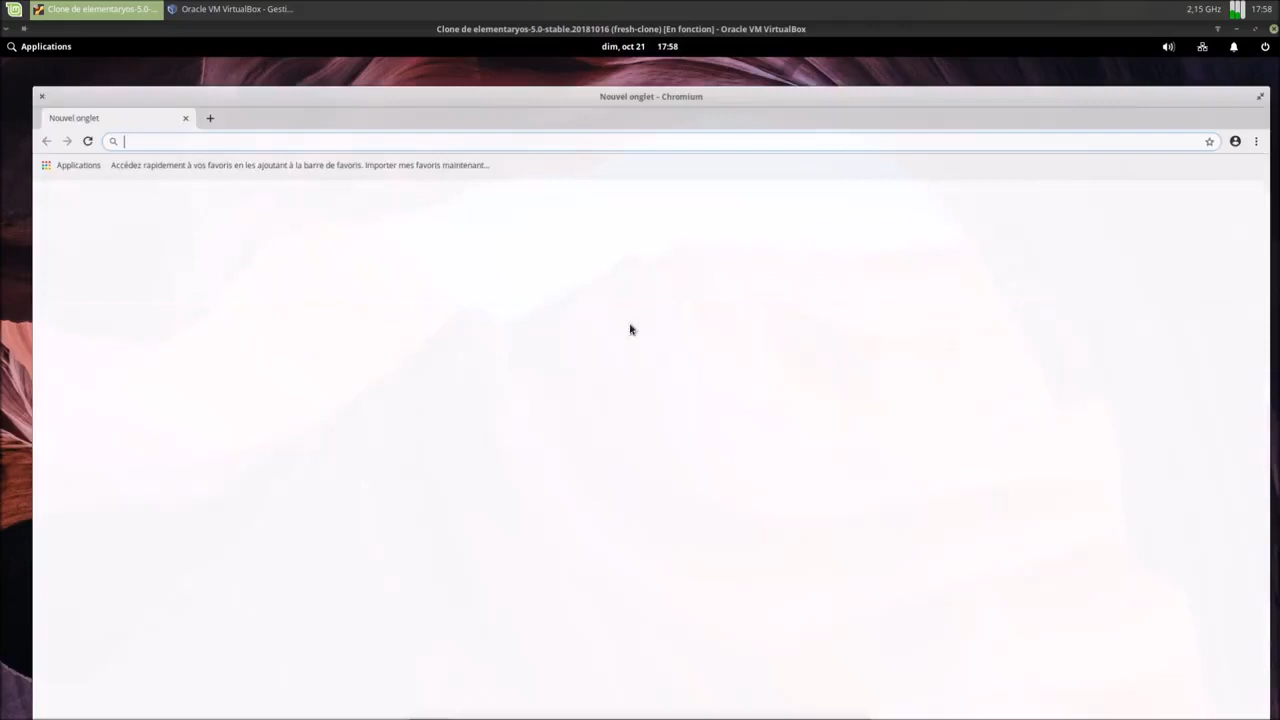 Clone de elementaryos-5.0-... Oracle VM VirtualBox - Gesti... 2,15 GHz 17:58
Clone de elementaryos-5.0-stable.20181016 (fresh-clone) [En fonction] - Oracle VM VirtualBox
Applications dim, oct 21 17:58
Nouvel onglet - Chromium
Nouvel onglet
Applications Accédez rapidement à vos favoris en les ajoutant à la barre de favoris. Importer mes favoris maintenant...